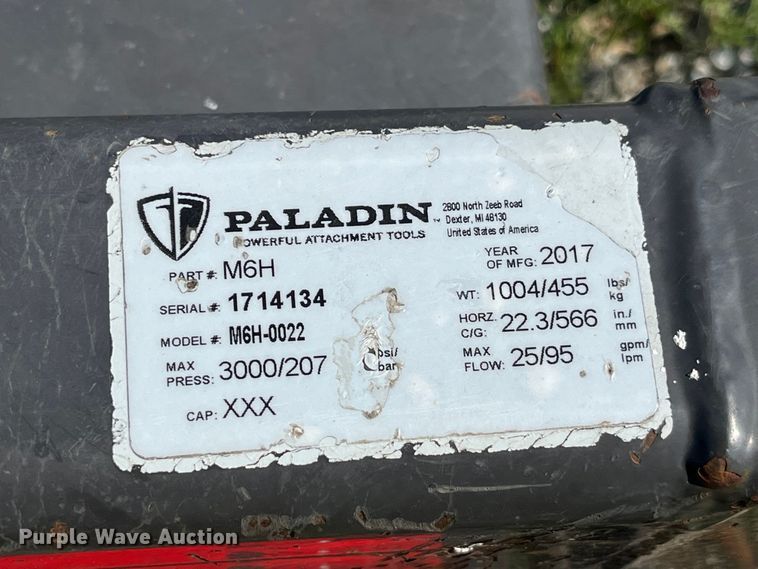 PALADIN™
POWERFUL ATTACHMENT TOOLS
2800 North Zeeb Road
Dexter, MI 48130
United States of America
PART #: M6H
SERIAL #: 1714134
MODEL #: M6H-0022
MAX PRESS: 3000/207 psi/bar
CAP: XXX
YEAR OF MFG: 2017
WT: 1004/455 lbs/kg
HORZ. C/G: 22.3/566 in./mm
MAX FLOW: 25/95 gpm/lpm
Purple Wave Auction